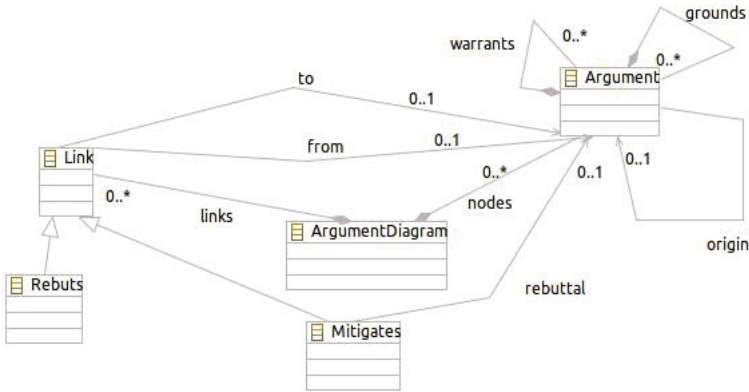 grounds
0..*
warrants
0..*
Argument
to
0..1
from
0..1
Link
0..*
0..*
0..1
0..1
links
nodes
ArgumentDiagram
origin
Rebuts
rebuttal
Mitigates